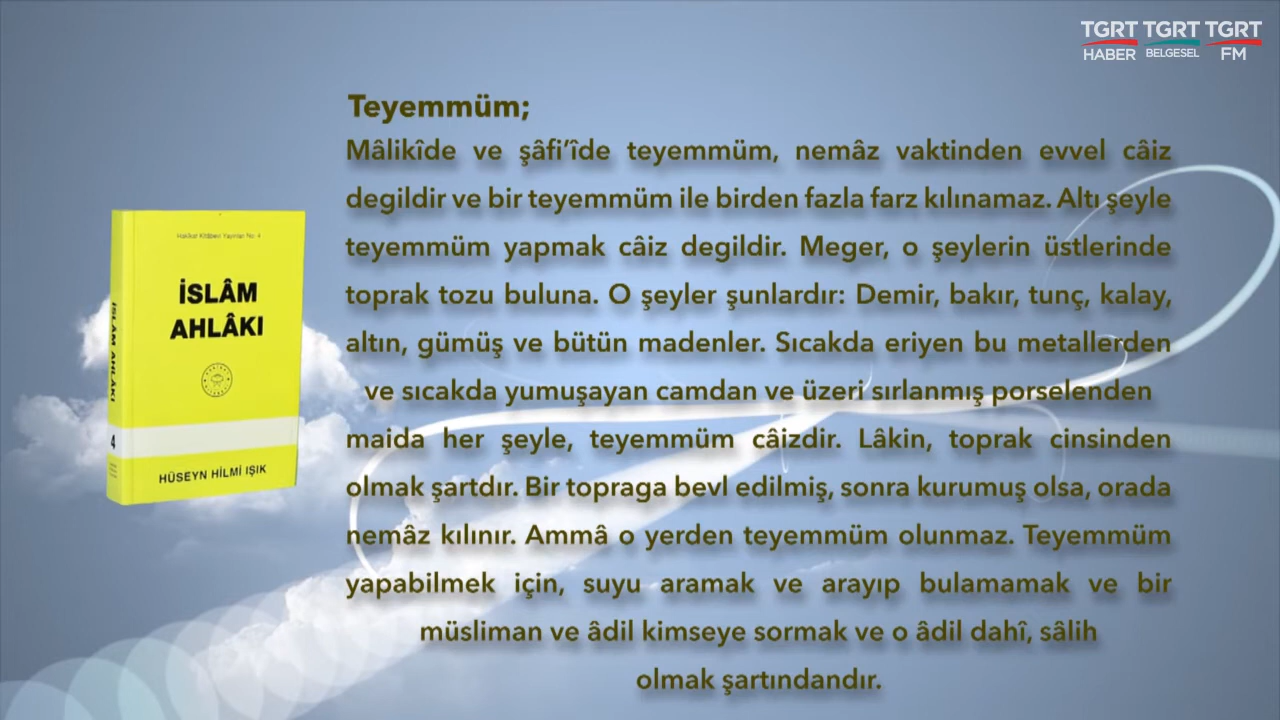 TGRT TGRT TGRT
HABER BELGESEL FM
Teyemmüm;
Mâlikîde ve şâfi’îde teyemmüm, nemâz vaktinden evvel câiz
degildir ve bir teyemmüm ile birden fazla farz kılınamaz. Altı şeyle
teyemmüm yapmak câiz degildir. Meger, o şeylerin üstlerinde
toprak tozu buluna. O şeyler şunlardır: Demir, bakır, tunç, kalay,
altın, gümüş ve bütün madenler. Sıcakda eriyen bu metallerden
ve sıcakda yumuşayan camdan ve üzeri sırlanmış porselenden
maida her şeyle, teyemmüm câizdir. Lâkin, toprak cinsinden
olmak şartdır. Bir topraga bevl edilmiş, sonra kurumuş olsa, orada
nemâz kılınır. Ammâ o yerden teyemmüm olunmaz. Teyemmüm
yapabilmek için, suyu aramak ve arayıp bulamamak ve bir
müsliman ve âdil kimseye sormak ve o âdil dahî, sâlih
olmak şartındandır.
Hakîkat Kitâbevi Yayınları No: 4
İSLÂM
AHLÂKI
HÜSEYN HİLMİ IŞIK
İSLÂM AHLÂKI
4